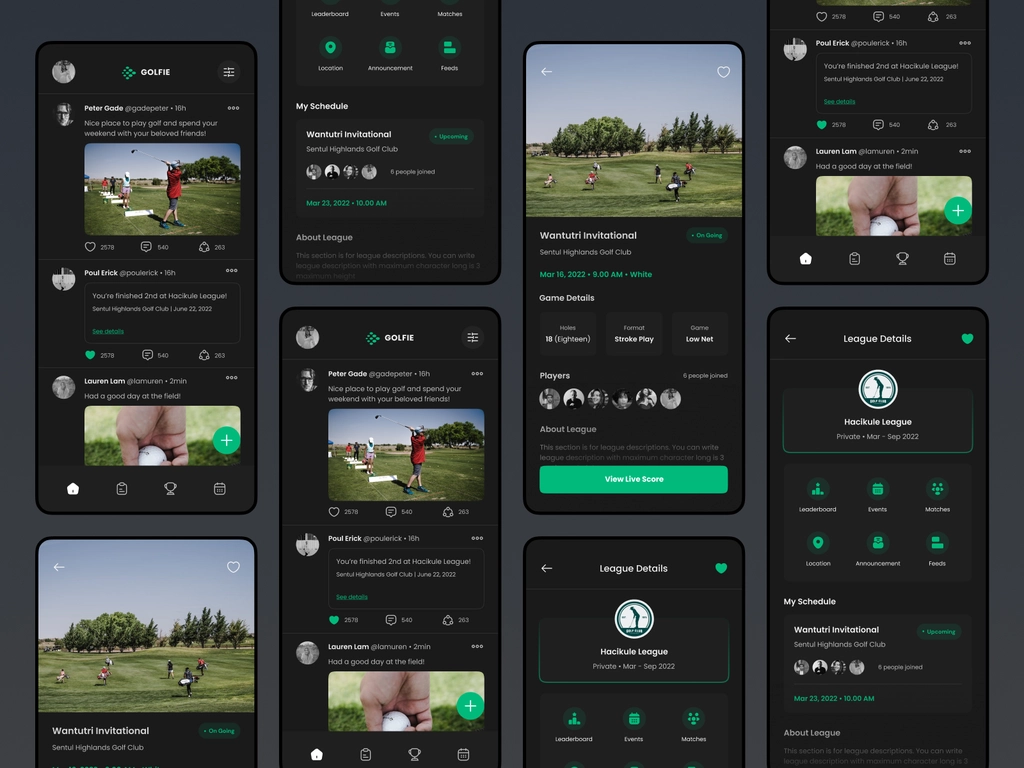 GOLFIE
Peter Gade @gadepeter • 16h
Nice place to play golf and spend your
weekend with your beloved friends!
2578
540
263
Poul Erick @poulerick • 16h
You're finished 2nd at Hacikule League!
Sentul Highlands Golf Club | June 22, 2022
See details
2578
540
263
Lauren Lam @lamuren • 2min
Had a good day at the field!
Wantutri Invitational
• On Going
Sentul Highlands Golf Club
Leaderboard
Events
Matches
Location
Announcement
Feeds
My Schedule
Wantutri Invitational
• Upcoming
Sentul Highlands Golf Club
6 people joined
Mar 23, 2022 • 10.00 AM
About League
This section is for league descriptions. You can write
league description with maximum character long is 3
maximum height
GOLFIE
Peter Gade @gadepeter • 16h
Nice place to play golf and spend your
weekend with your beloved friends!
2578
540
263
Poul Erick @poulerick • 16h
You're finished 2nd at Hacikule League!
Sentul Highlands Golf Club | June 22, 2022
See details
2578
540
263
Lauren Lam @lamuren • 2min
Had a good day at the field!
Wantutri Invitational
• On Going
Sentul Highlands Golf Club
Mar 16, 2022 • 9.00 AM • White
Game Details
Holes
18 (Eighteen)
Format
Stroke Play
Game
Low Net
Players
6 people joined
About League
This section is for league descriptions. You can write
league description with maximum character long is 3
View Live Score
League Details
GOLF CLUB
Hacikule League
Private • Mar - Sep 2022
Leaderboard
Events
Matches
2578
540
263
Poul Erick @poulerick • 16h
You're finished 2nd at Hacikule League!
Sentul Highlands Golf Club | June 22, 2022
See details
2578
540
263
Lauren Lam @lamuren • 2min
Had a good day at the field!
League Details
GOLF CLUB
Hacikule League
Private • Mar - Sep 2022
Leaderboard
Events
Matches
Location
Announcement
Feeds
My Schedule
Wantutri Invitational
• Upcoming
Sentul Highlands Golf Club
6 people joined
Mar 23, 2022 • 10.00 AM
About League
This section is for league descriptions. You can write
league description with maximum character long is 3